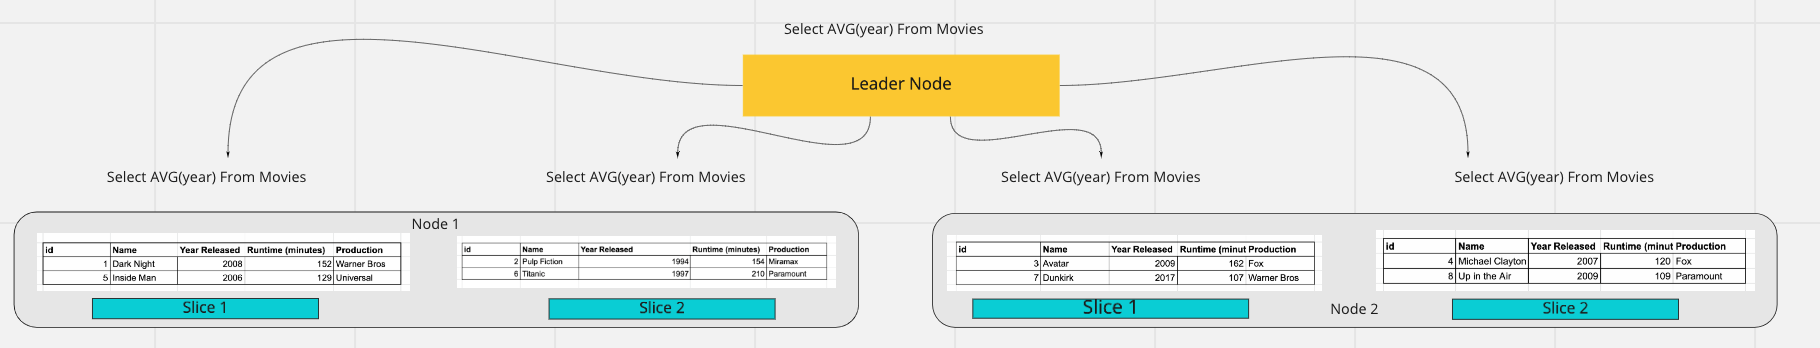 Select AVG(year) From Movies
Leader Node
Select AVG(year) From Movies
Select AVG(year) From Movies
Select AVG(year) From Movies
Select AVG(year) From Movies
Node 1
id Name Year Released Runtime (minutes) Production
1 Dark Night 2008 152 Warner Bros
5 Inside Man 2006 129 Universal
Slice 1
id Name Year Released Runtime (minutes) Production
2 Pulp Fiction 1994 154 Miramax
6 Titanic 1997 210 Paramount
Slice 2
id Name Year Released Runtime (minut Production
3 Avatar 2009 162 Fox
7 Dunkirk 2017 107 Warner Bros
Slice 1
Node 2
id Name Year Released Runtime (minut Production
4 Michael Clayton 2007 120 Fox
8 Up in the Air 2009 109 Paramount
Slice 2